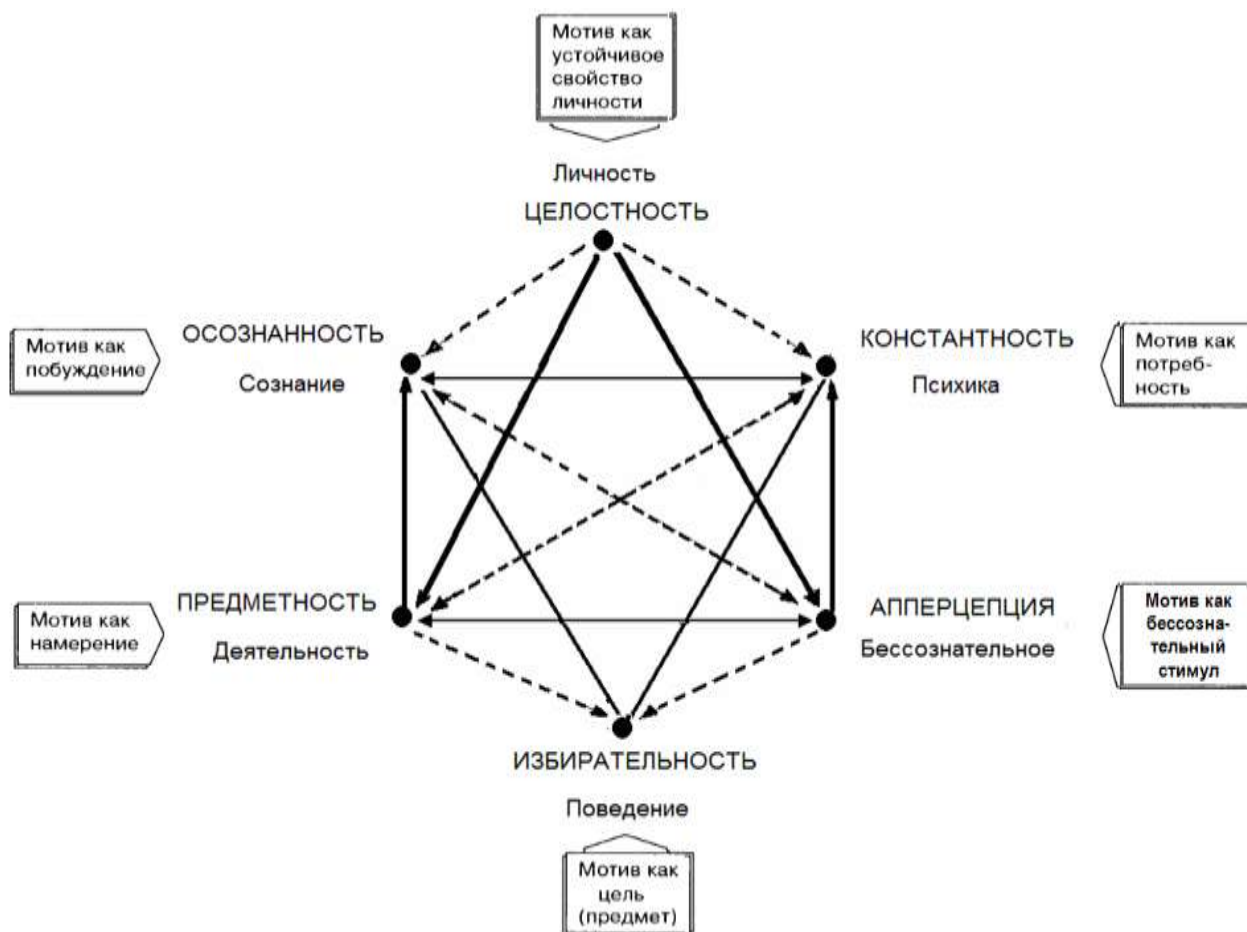 Мотив как
устойчивое
свойство
личности
Личность
ЦЕЛОСТНОСТЬ
ОСОЗНАННОСТЬ
Сознание
Мотив как
побуждение
КОНСТАНТНОСТЬ
Психика
Мотив как
потреб-
ность
ПРЕДМЕТНОСТЬ
Деятельность
Мотив как
намерение
АППЕРЦЕПЦИЯ
Бессознательное
Мотив как
бессозна-
тельный
стимул
ИЗБИРАТЕЛЬНОСТЬ
Поведение
Мотив как
цель
(предмет)